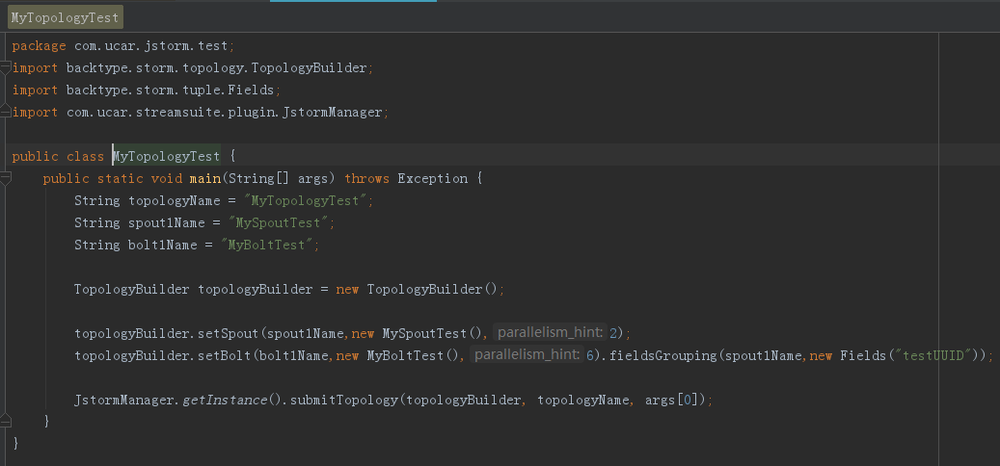 MyTopologyTest
package com.ucar.jstorm.test;
import backtype.storm.topology.TopologyBuilder;
import backtype.storm.tuple.Fields;
import com.ucar.streamsuite.plugin.JstormManager;
public class MyTopologyTest {
public static void main(String[] args) throws Exception {
String topologyName = "MyTopologyTest";
String spout1Name = "MySpoutTest";
String bolt1Name = "MyBoltTest";
TopologyBuilder topologyBuilder = new TopologyBuilder();
topologyBuilder.setSpout(spout1Name,new MySpoutTest(), parallelism_hint: 2);
topologyBuilder.setBolt(bolt1Name,new MyBoltTest(), parallelism_hint: 6).fieldsGrouping(spout1Name,new Fields("testUUID"));
JstormManager.getInstance().submitTopology(topologyBuilder, topologyName, args[0]);
}
}